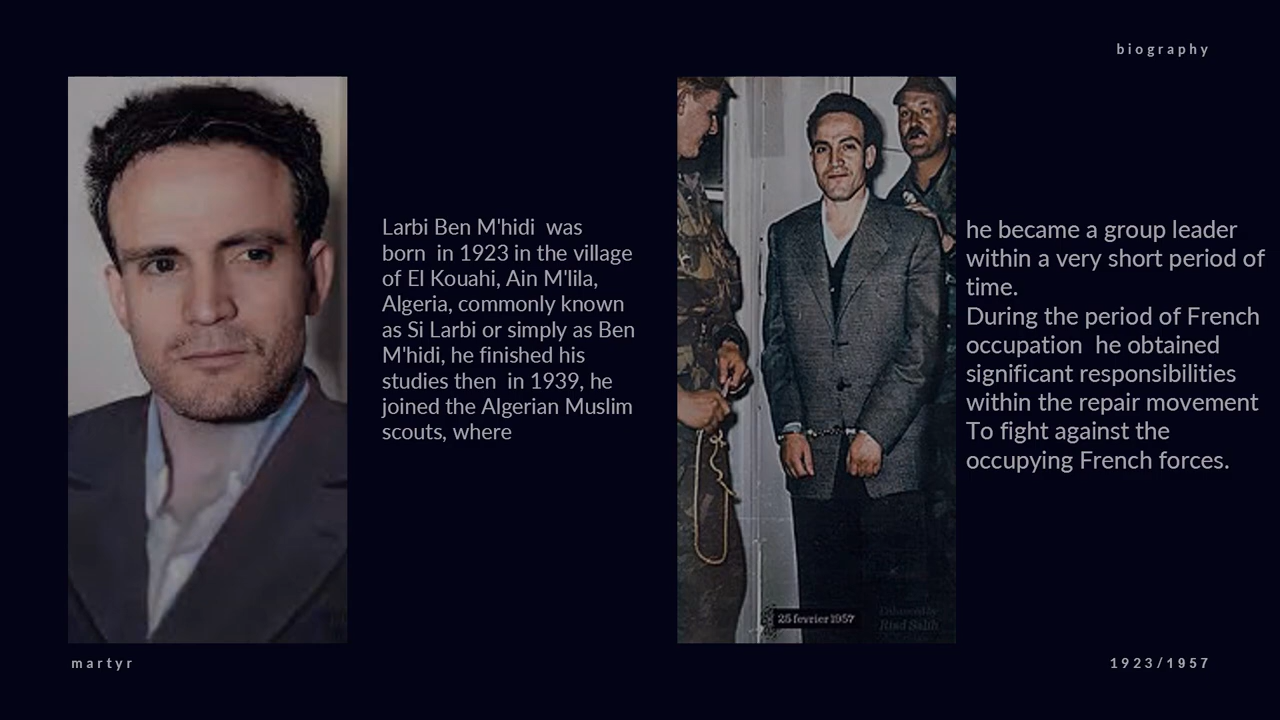 biography
Larbi Ben M'hidi  was
born  in 1923 in the village
of El Kouahi, Ain M'lila,
Algeria, commonly known
as Si Larbi or simply as Ben
M'hidi, he finished his
studies then  in 1939, he
joined the Algerian Muslim
scouts, where
he became a group leader
within a very short period of
time.
During the period of French
occupation  he obtained
significant responsibilities
within the repair movement
To fight against the
occupying French forces.
25 fevrier 1957
Enhanced by
Riad Salih
martyr
1923/1957